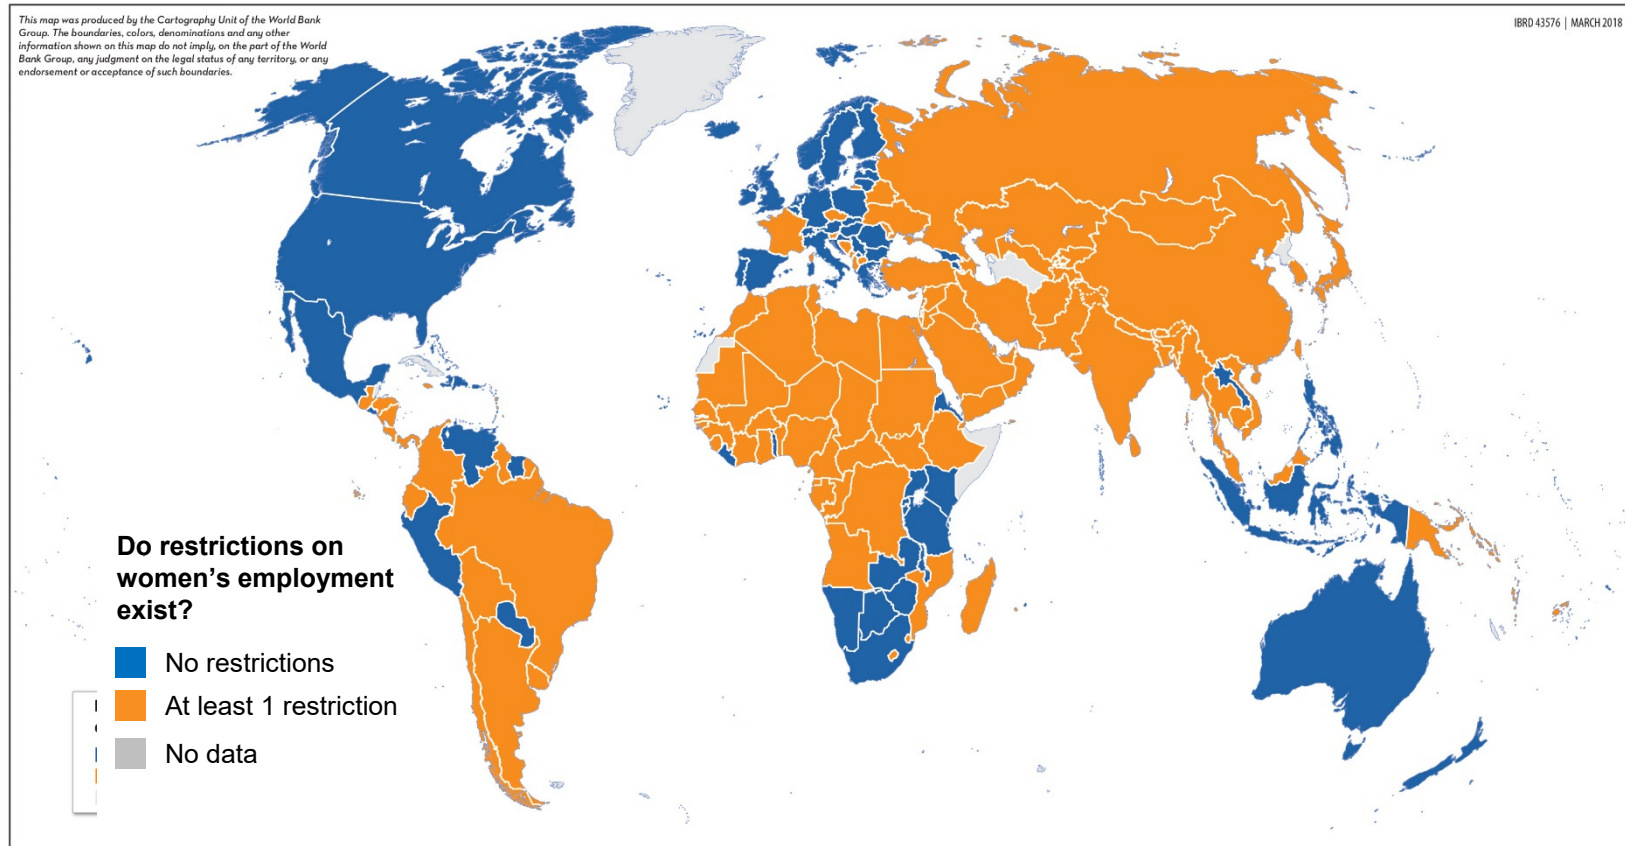 This map was produced by the Cartography Unit of the World Bank
Group. The boundaries, colors, denominations and any other
information shown on this map do not imply, on the part of the World
Bank Group, any judgment on the legal status of any territory, or any
endorsement or acceptance of such boundaries.
IBRD 43576 | MARCH 2018
Do restrictions on
women’s employment
exist?
No restrictions
At least 1 restriction
No data